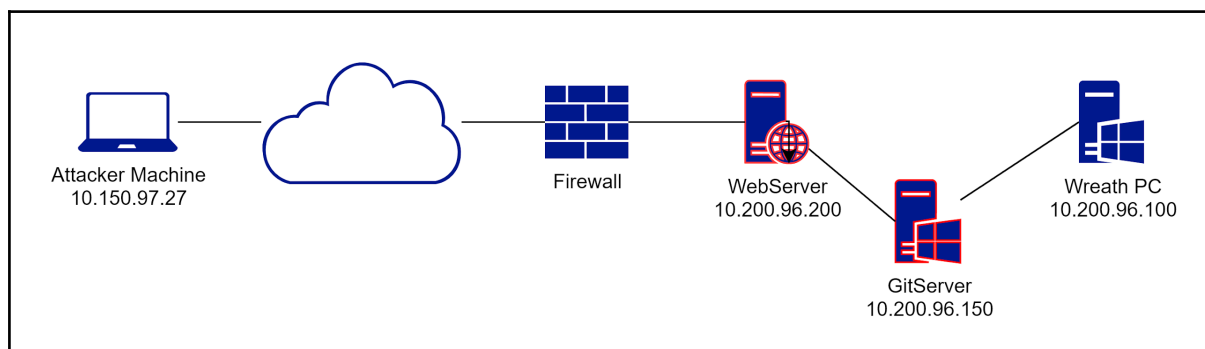 Attacker Machine
10.150.97.27
Firewall
WebServer
10.200.96.200
GitServer
10.200.96.150
Wreath PC
10.200.96.100